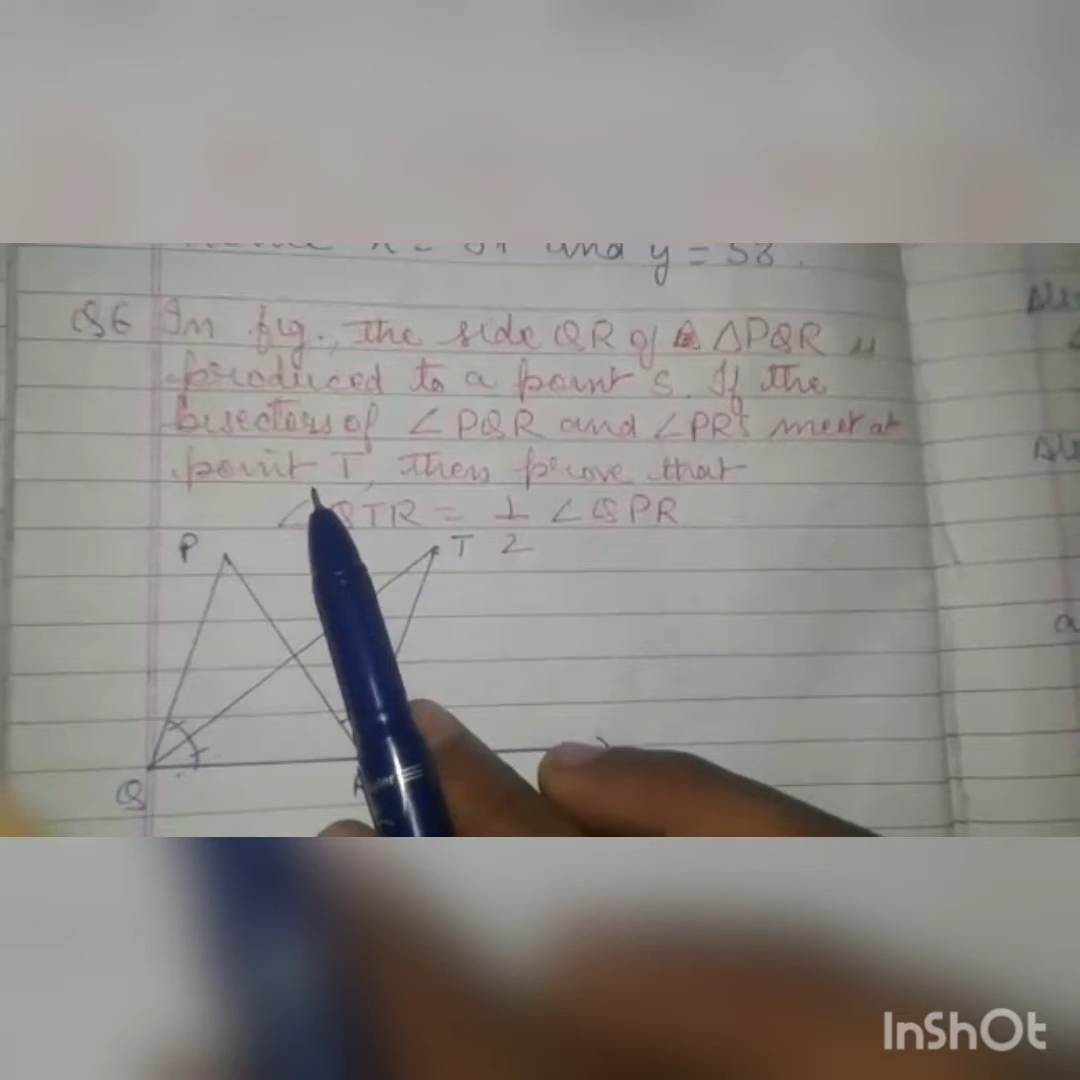 and y = 58.
Q6 In fig., the side QR of ΔPQR is
produced to a point S. If the
bisectors of ∠PQR and ∠PRS meet at
point T, then prove that
∠QTR = 1/2 ∠QPR
P
T
Q
InShOt